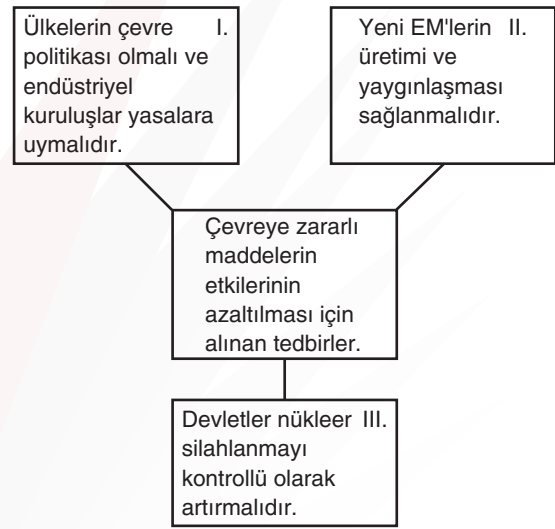 Ülkelerin çevre I.
politikası olmalı ve
endüstriyel
kuruluşlar yasalara
uymalıdır.
Yeni EM'lerin II.
üretimi ve
yaygınlaşması
sağlanmalıdır.
Çevreye zararlı
maddelerin
etkilerinin
azaltılması için
alınan tedbirler.
Devletler nükleer III.
silahlanmayı
kontrollü olarak
artırmalıdır.